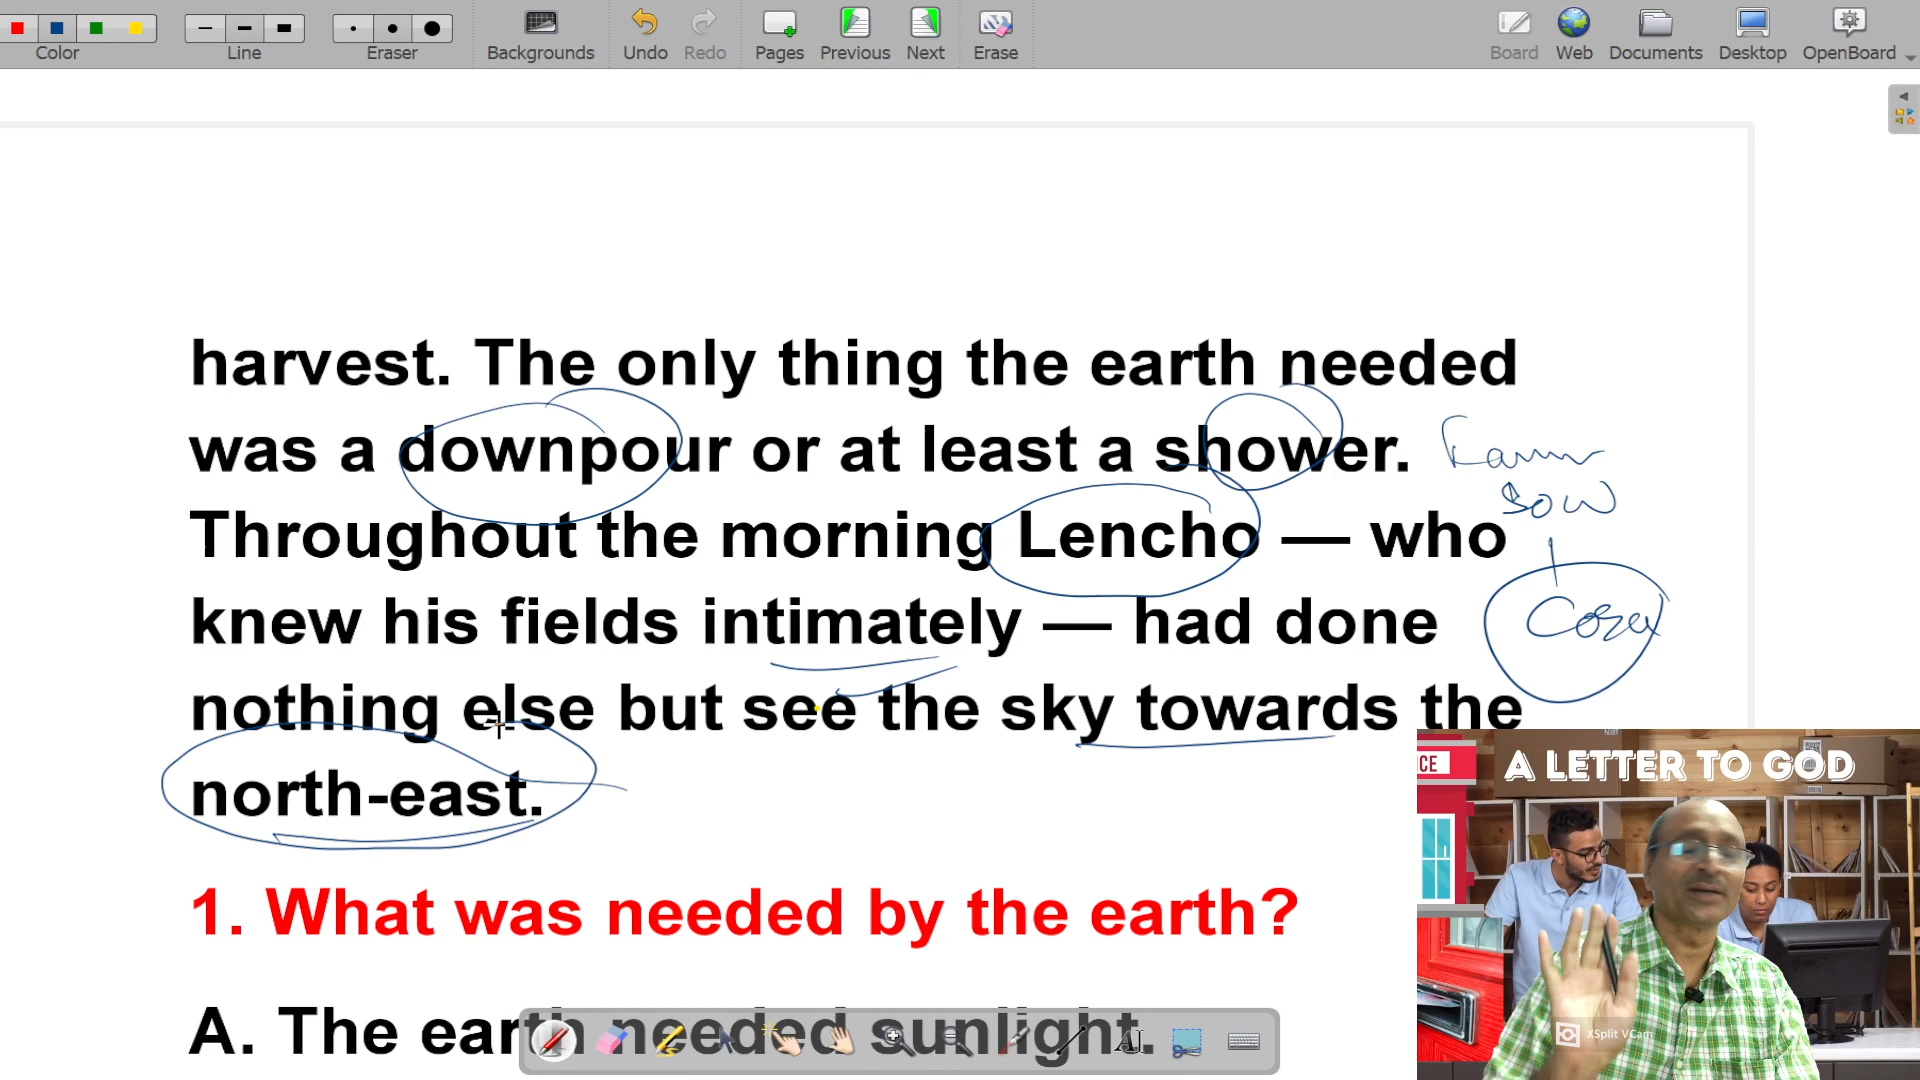 Color Line Eraser Backgrounds Undo Redo Pages Previous Next Erase Board Web Documents Desktop OpenBoard
harvest. The only thing the earth needed
was a downpour or at least a shower.
Throughout the morning Lencho — who
sow
knew his fields intimately — had done
nothing else but see the sky towards the
north-east.
CE
A LETTER TO GOD
1. What was needed by the earth?
A. The earth needed sunlight.
XSplit VCam